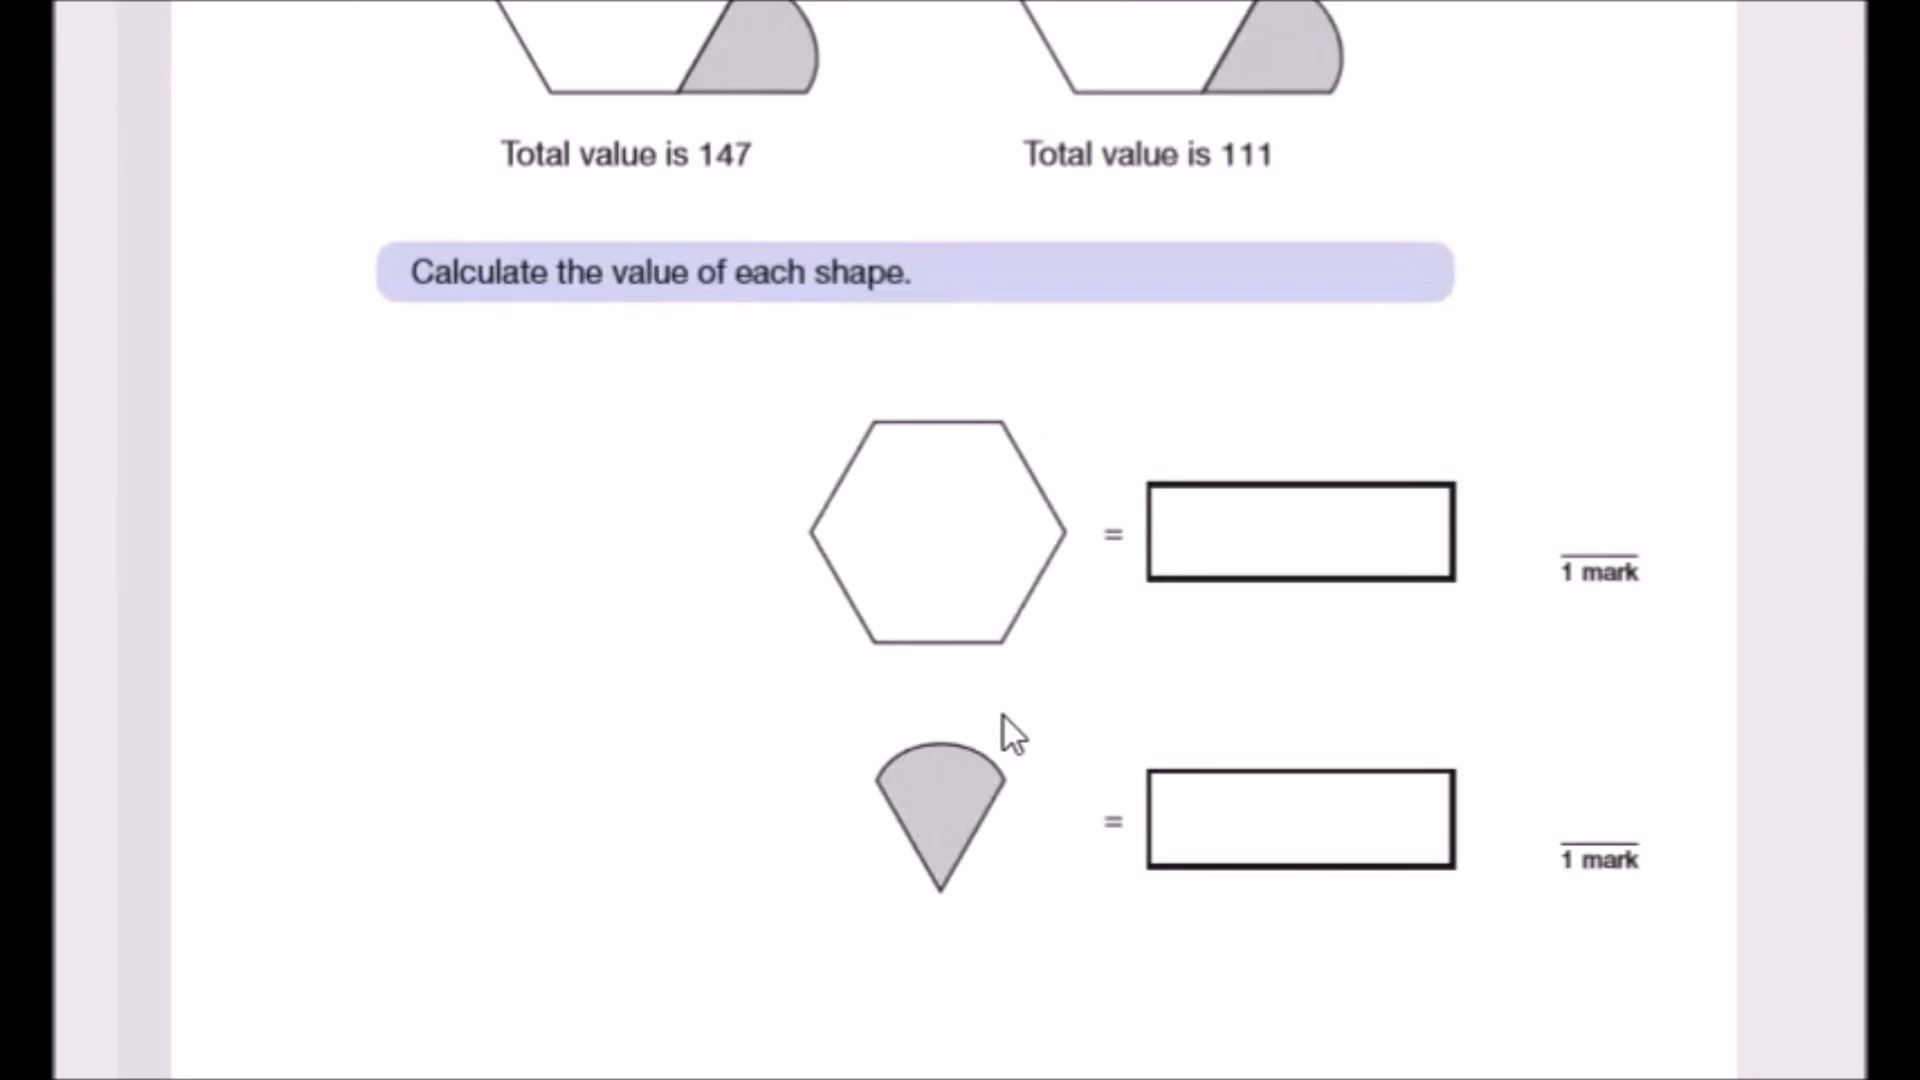 Total value is 147
Total value is 111
Calculate the value of each shape.
=
1 mark
=
1 mark